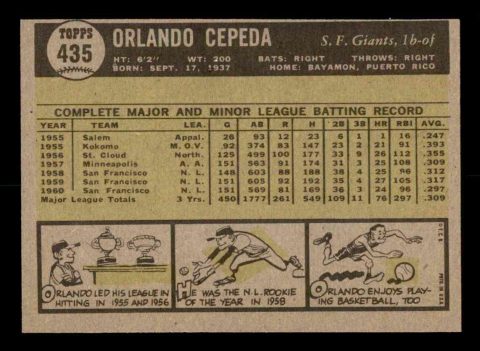 TOPPS
435
ORLANDO CEPEDA
S. F. Giants, 1b-of
HT: 6'2" WT: 200 BATS: RIGHT THROWS: RIGHT
BORN: SEPT. 17, 1937 HOME: BAYAMON, PUERTO RICO
COMPLETE MAJOR AND MINOR LEAGUE BATTING RECORD
YEAR TEAM LEA. G AB R H 2B 3B HR RBI AVG.
1955 Salem Appal. 26 93 12 23 6 1 1 16 .247
1955 Kokomo M.O.V. 92 374 87 147 23 2 21 91 .393
1956 St. Cloud North. 125 499 100 177 26 6 26 112 .355
1957 Minneapolis A. A. 151 563 91 174 31 3 25 108 .309
1958 San Francisco N. L. 148 603 88 188 38 4 25 96 .312
1959 San Francisco N. L. 151 605 92 192 35 4 27 105 .317
1960 San Francisco N. L. 151 569 81 169 36 3 24 96 .297
Major League Totals 3 Yrs. 450 1777 261 549 109 11 76 297 .309
ORLANDO LED HIS LEAGUE IN HITTING IN 1955 AND 1956
HE WAS THE N.L. ROOKIE OF THE YEAR IN 1958
ORLANDO ENJOYS PLAYING BASKETBALL, TOO